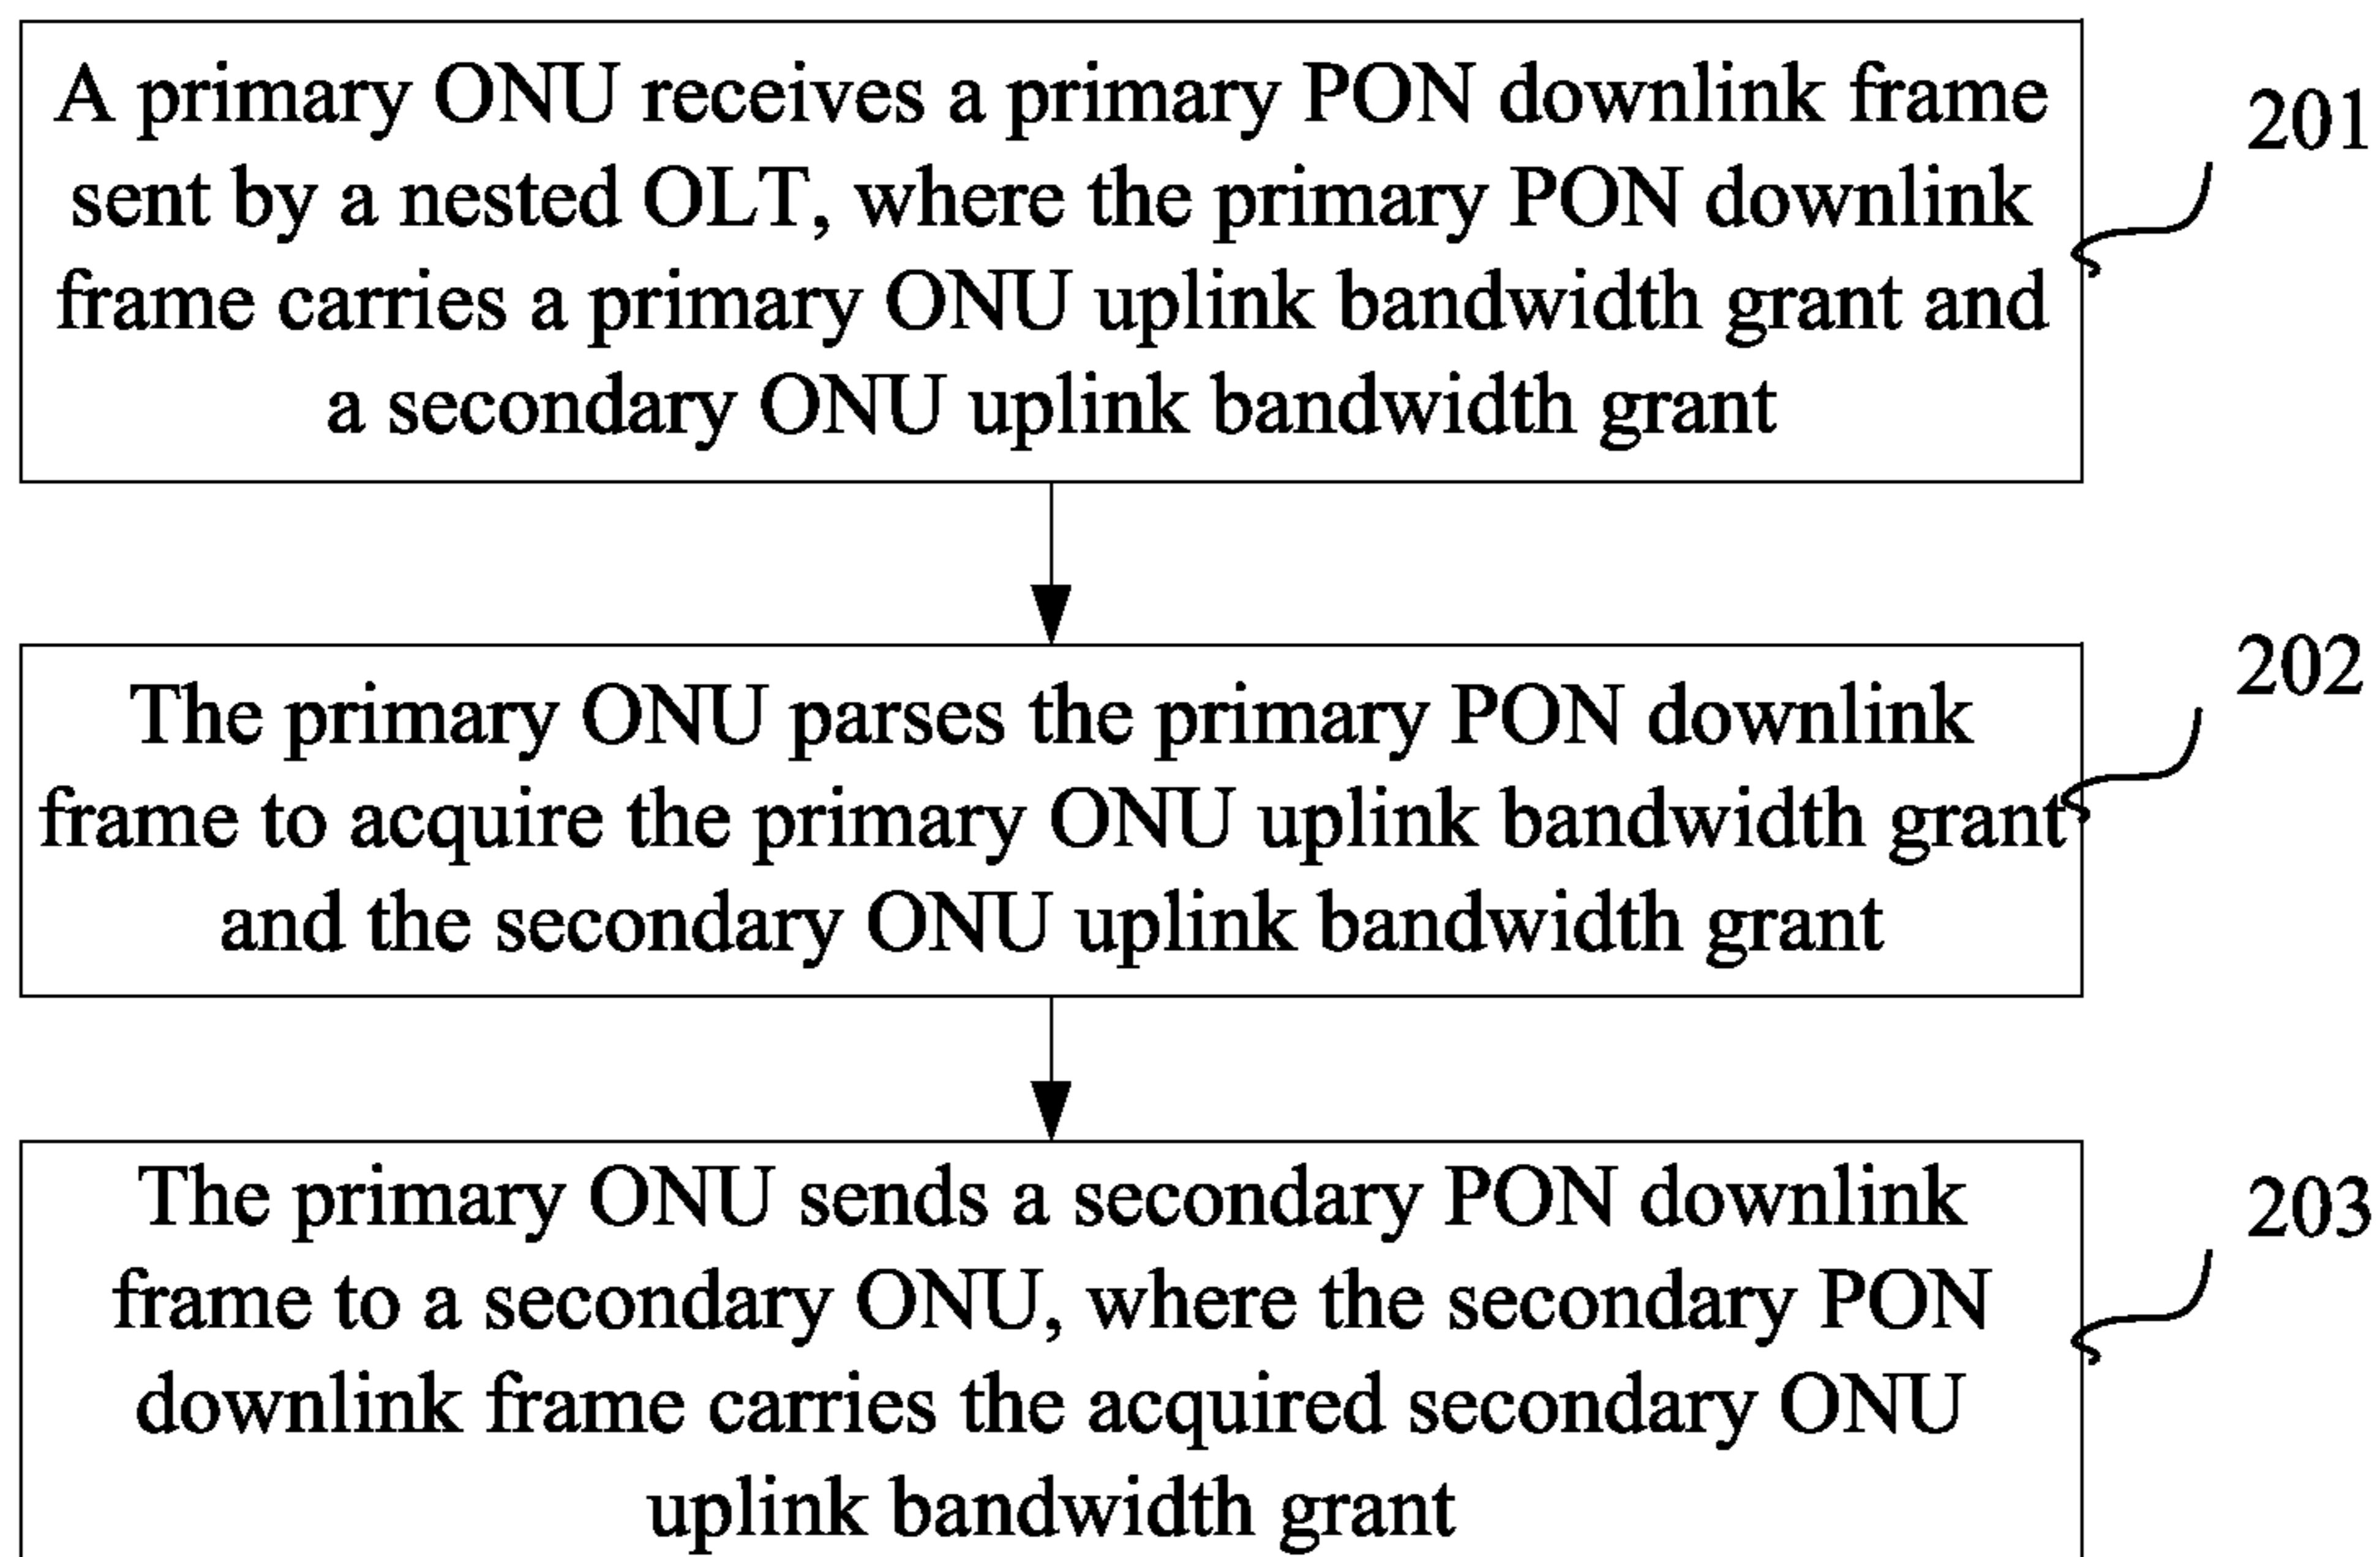 A primary ONU receives a primary PON downlink frame
sent by a nested OLT, where the primary PON downlink
frame carries a primary ONU uplink bandwidth grant and
a secondary ONU uplink bandwidth grant
201
The primary ONU parses the primary PON downlink
frame to acquire the primary ONU uplink bandwidth grant
and the secondary ONU uplink bandwidth grant
202
The primary ONU sends a secondary PON downlink
frame to a secondary ONU, where the secondary PON
downlink frame carries the acquired secondary ONU
uplink bandwidth grant
203